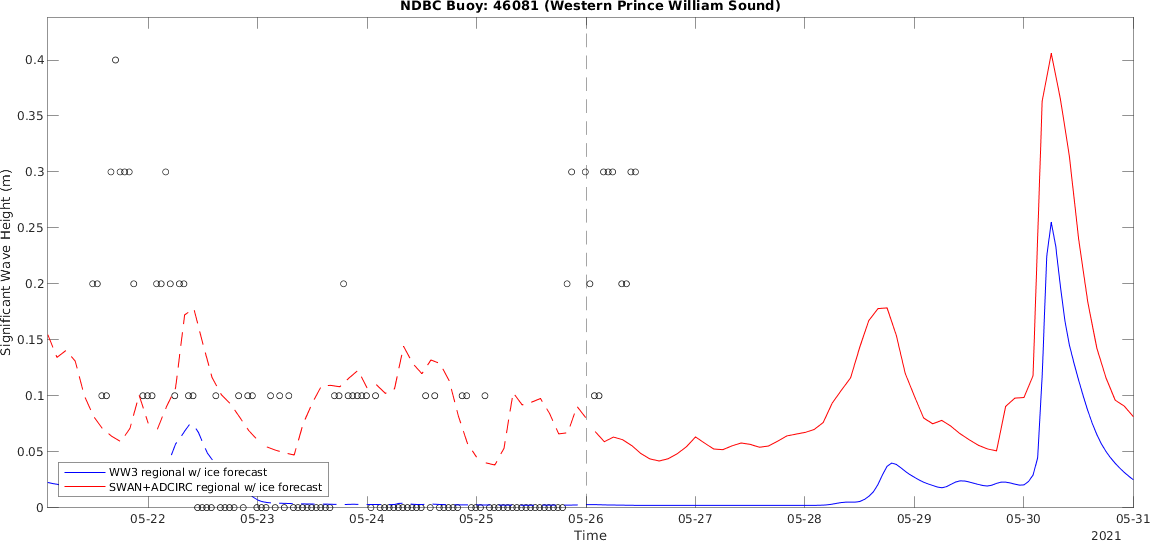 NDBC Buoy: 46081 (Western Prince William Sound)
Significant Wave Height (m)
0.4
0.35
0.3
0.25
0.2
0.15
0.1
0.05
0
WW3 regional w/ ice forecast
SWAN+ADCIRC regional w/ ice forecast
05-22 05-23 05-24 05-25 05-26 05-27 05-28 05-29 05-30 05-31
Time
2021